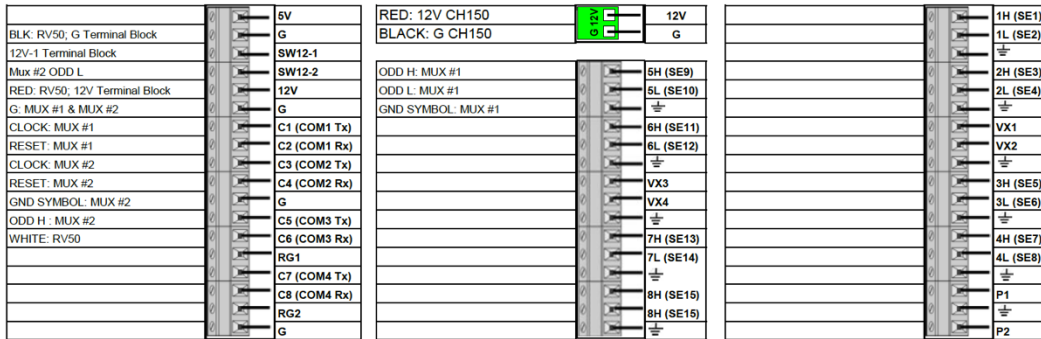 5V
BLK: RV50; G Terminal Block G
12V-1 Terminal Block SW12-1
Mux #2 ODD L SW12-2
RED: RV50; 12V Terminal Block 12V
G: MUX #1 & MUX #2 G
CLOCK: MUX #1 C1 (COM1 Tx)
RESET: MUX #1 C2 (COM1 Rx)
CLOCK: MUX #2 C3 (COM2 Tx)
RESET: MUX #2 C4 (COM2 Rx)
GND SYMBOL: MUX #2 G
ODD H : MUX #2 C5 (COM3 Tx)
WHITE: RV50 C6 (COM3 Rx)
RG1
C7 (COM4 Tx)
C8 (COM4 Rx)
RG2
G
RED: 12V CH150 12V 12V
BLACK: G CH150 G G
ODD H: MUX #1 5H (SE9)
ODD L: MUX #1 5L (SE10)
GND SYMBOL: MUX #1
6H (SE11)
6L (SE12)
VX3
VX4
7H (SE13)
7L (SE14)
8H (SE15)
8H (SE15)
1H (SE1)
1L (SE2)
2H (SE3)
2L (SE4)
VX1
VX2
3H (SE5)
3L (SE6)
4H (SE7)
4L (SE8)
P1
P2